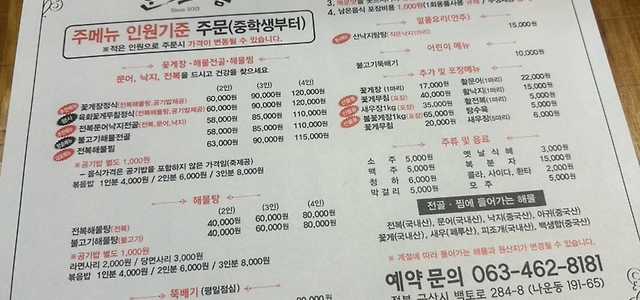 Since 2013
주메뉴 인원기준 주문(중학생부터)
※적은 인원으로 주문시 가격이 변동될 수 있습니다.
꽃게장·해물전골·해물찜
문어, 낙지, 전복을 드시고 건강을 찾으세요
(2인) (3인) (4인)
꽃게장정식(전복해물탕,공기밥제공) 60,000원 90,000원 120,000원
육회꽃게무침정식(전복해물탕,공기밥제공) 60,000원 90,000원 120,000원
전복문어낙지전골(전복,문어,낙지) 58,000원 85,000원 110,000원
불고기해물전골 58,000원 85,000원 110,000원
전복해물찜 63,000원 90,000원 115,000원
※공기밥 별도 1,000원
– 음식가격은 공기밥을 포함하지 않은 가격임(죽제공)
볶음밥 1인분 4,000원 / 2인분 6,000원 / 3인분 8,000원
해물탕
(2인) (3인) (4인)
전복해물탕(전복) 40,000원 60,000원 80,000원
불고기해물탕(불고기) 40,000원 60,000원 80,000원
※공기밥 별도 1,000원
라면사리 2,000원 / 당면사리 3,000원
볶음밥 1인분 4,000원 / 2인분 6,000원 / 3인분 8,000원
뚝배기 (평일점심)
4. 남은음식 포장비용
일품요리(안주)
산낙지탕탕 15,000원
어린이 메뉴
불고기뚝배기 10,000원
추가 및 포장메뉴
꽃게장 (1마리) 17,000원
꽃게무침 (포장) 40,000원
새우장1kg (포장) 35,000원
불꽃게장1kg(포장) 65,000원
꽃게무침 20,000원
활문어(1마리) 22,000원
활낙지(1마리) 15,000원
활전복(1마리) 5,000원
탕수육 15,000원
새우장(1마리) 5,000원
주류 및 음료
소 주 5,000원
맥 주 5,000원
청 하 6,000원
막걸리 5,000원
옛날식혜 3,000원
복분자 15,000원
콜라, 사이다, 환타 2,000원
모 주 5,000원
전골·찜에 들어가는 해물
전복(국내산), 문어(국내산), 낙지(중국산), 아귀(중국산)
꽃게(국내산), 새우(페루산), 피조개(국내산), 백생합(중국산)
※ 계절에 따라 들어가는 해물과 원산지가 변경될 수 있습니다.
예약 문의 063-462-8181
전북 군산시 백토로 284-8 (나운동 191-65)